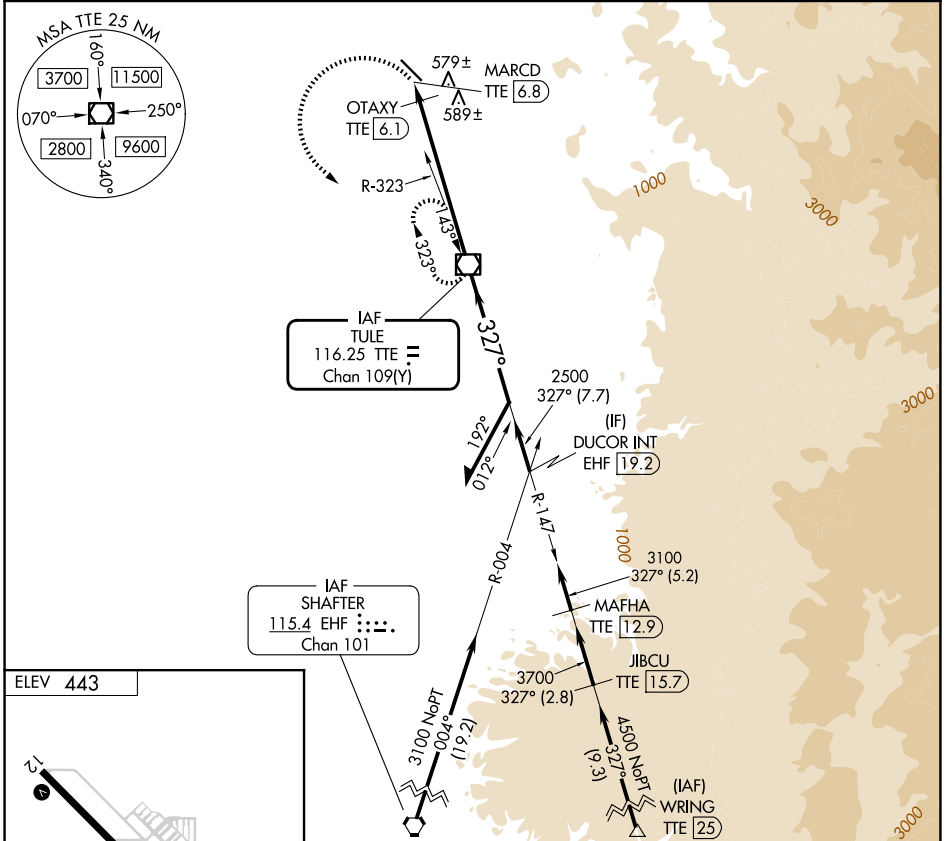 MSA TTE 25 NM
160°
3700
11500
070°
250°
2800
9600
340°
579±
MARCD
TTE 6.8
589±
OTAXY
TTE 6.1
R-323
143°
323°
1000
3000
IAF
TULE
116.25 TTE
Chan 109(Y)
327°
2500
327° (7.7)
3000
(IF)
DUCOR INT
EHF 19.2
192°
012°
R-147
R-004
1000
3100
327° (5.2)
IAF
SHAFTER
115.4 EHF
Chan 101
MAFHA
TTE 12.9
JIBCU
TTE 15.7
3700
327° (2.8)
ELEV 443
3100 NoPT
004°
(19.2)
4500 NoPT
327°
(9.3)
(IAF)
WRING
TTE 25
3000
12
V